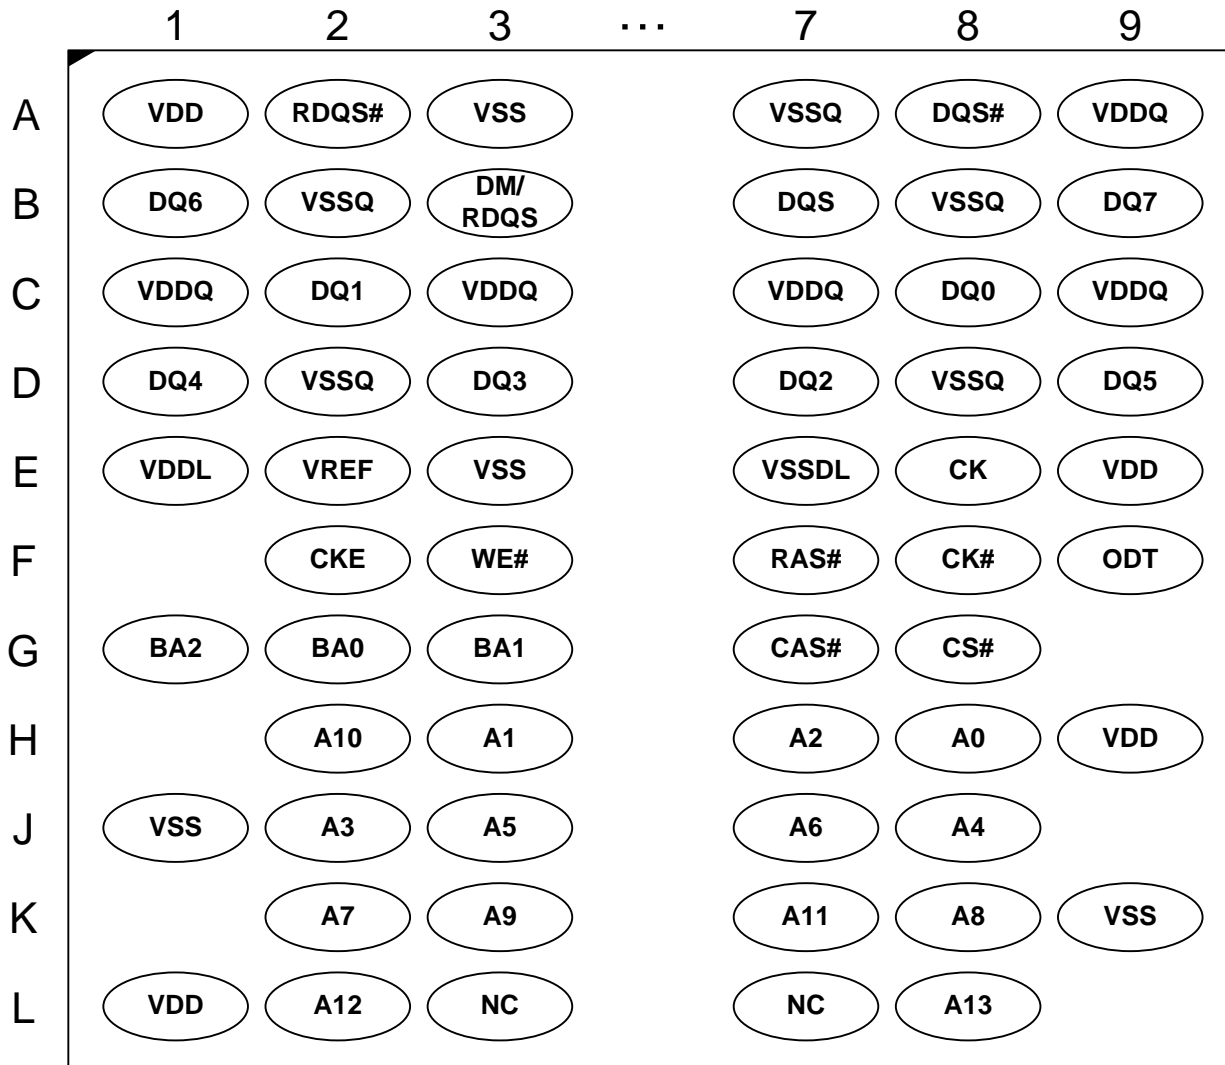 1 2 3 ... 7 8 9
A VDD RDQS# VSS VSSQ DQS# VDDQ
B DQ6 VSSQ DM/ RDQS DQS VSSQ DQ7
C VDDQ DQ1 VDDQ VDDQ DQ0 VDDQ
D DQ4 VSSQ DQ3 DQ2 VSSQ DQ5
E VDDL VREF VSS VSSDL CK VDD
F CKE WE# RAS# CK# ODT
G BA2 BA0 BA1 CAS# CS#
H A10 A1 A2 A0 VDD
J VSS A3 A5 A6 A4
K A7 A9 A11 A8 VSS
L VDD A12 NC NC A13